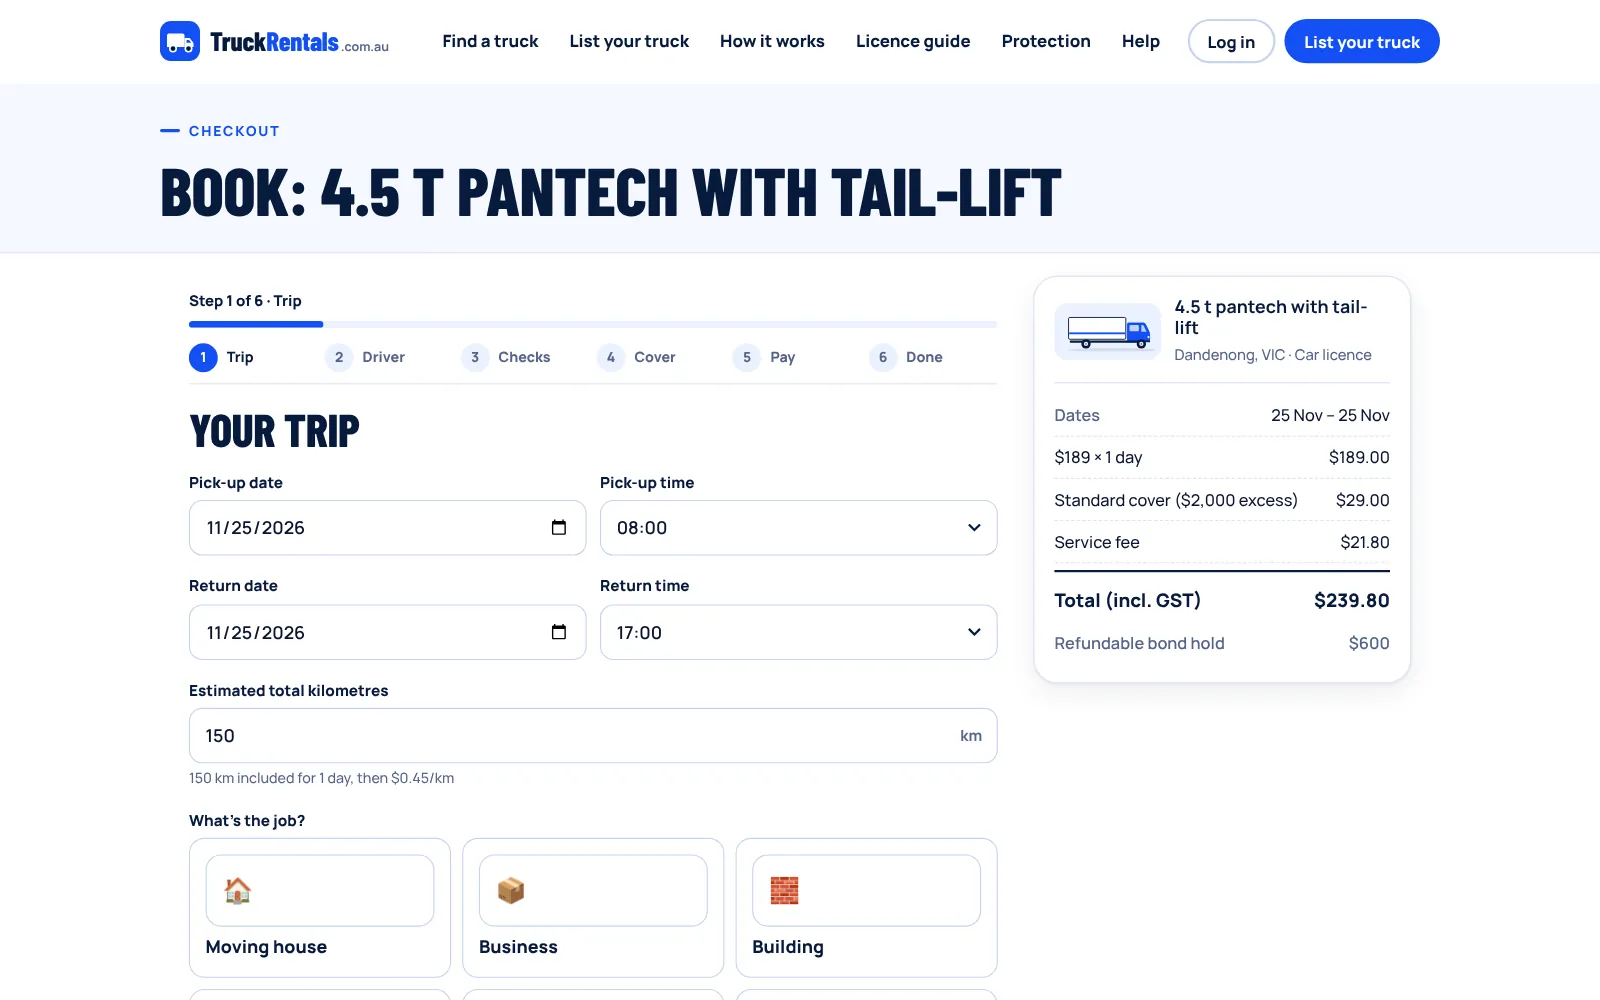 TruckRentals.com.au
Find a truck
List your truck
How it works
Licence guide
Protection
Help
Log in
List your truck
CHECKOUT
BOOK: 4.5 T PANTECH WITH TAIL-LIFT
Step 1 of 6 · Trip
1 Trip
2 Driver
3 Checks
4 Cover
5 Pay
6 Done
YOUR TRIP
Pick-up date
Pick-up time
11/25/2026
08:00
Return date
Return time
11/25/2026
17:00
Estimated total kilometres
150 km
150 km included for 1 day, then $0.45/km
What's the job?
Moving house
Business
Building
4.5 t pantech with tail-
lift
Dandenong, VIC · Car licence
Dates 25 Nov – 25 Nov
$189 × 1 day $189.00
Standard cover ($2,000 excess) $29.00
Service fee $21.80
Total (incl. GST) $239.80
Refundable bond hold $600